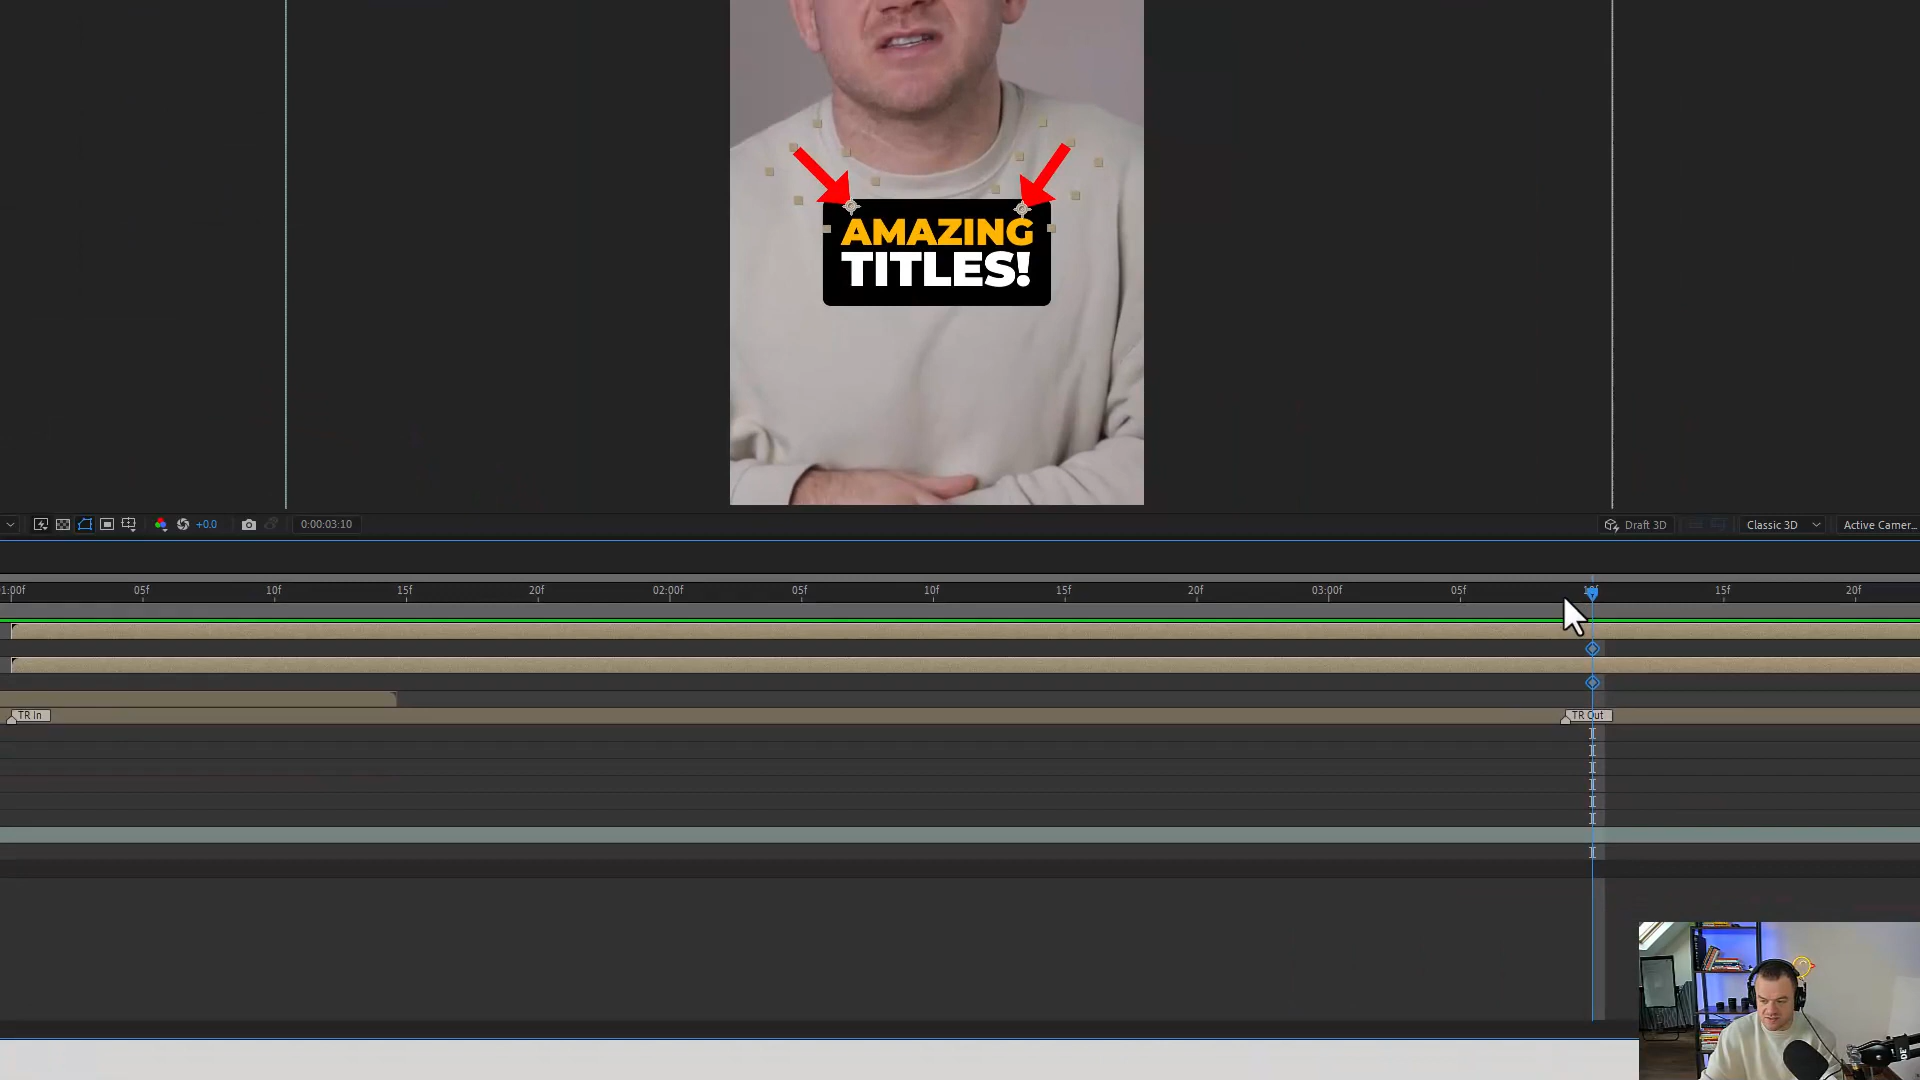 AMAZING
TITLES!
+0.0
0:00:03:10
Draft 3D
Classic 3D
Active Camer...
1:00f
05f
10f
15f
20f
02:00f
05f
10f
15f
20f
03:00f
05f
15f
20f
TR In
TR Out